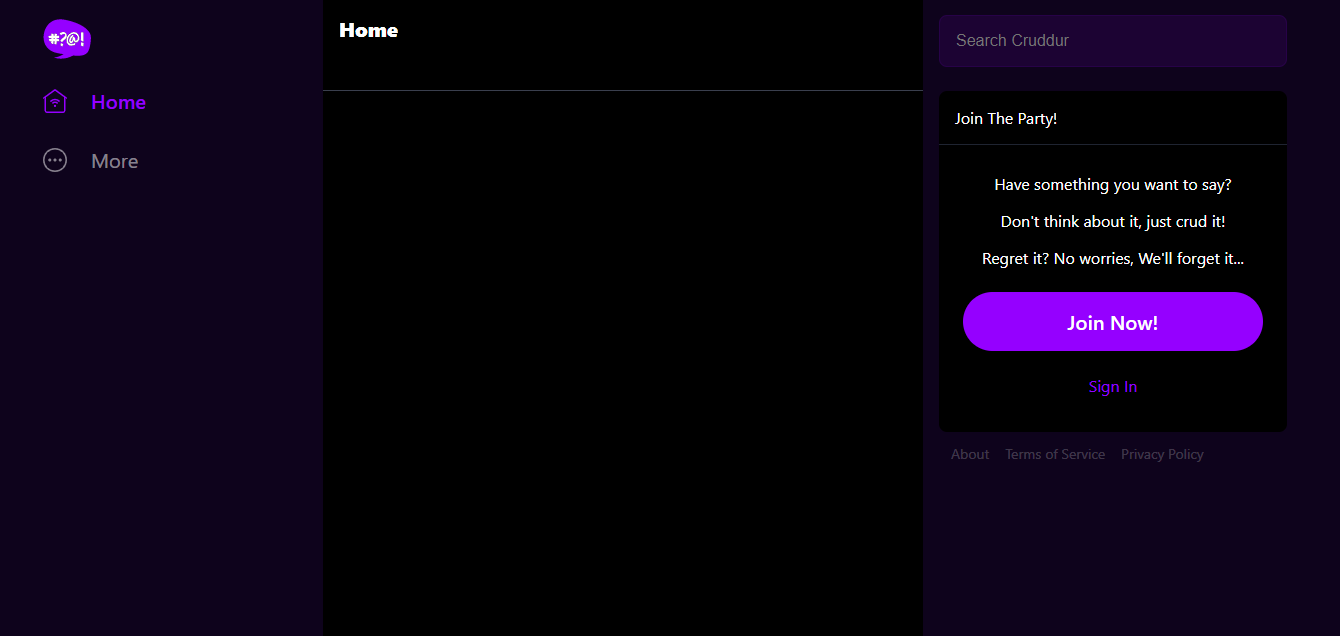 #?@!
Home
More
Home
Search Cruddur
Join The Party!
Have something you want to say?
Don't think about it, just crud it!
Regret it? No worries, We'll forget it...
Join Now!
Sign In
About Terms of Service Privacy Policy